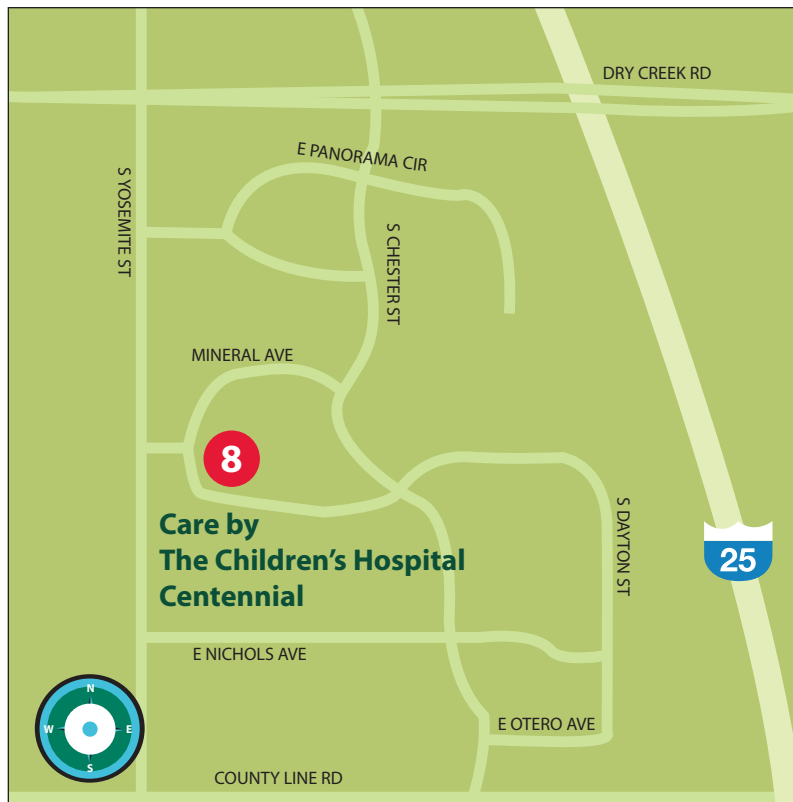 DRY CREEK RD
E PANORAMA CIR
S YOSEMITE ST
S CHESTER ST
MINERAL AVE
8
Care by
The Children's Hospital
Centennial
S DAYTON ST
25
E NICHOLS AVE
N
W
E
S
E OTERO AVE
COUNTY LINE RD